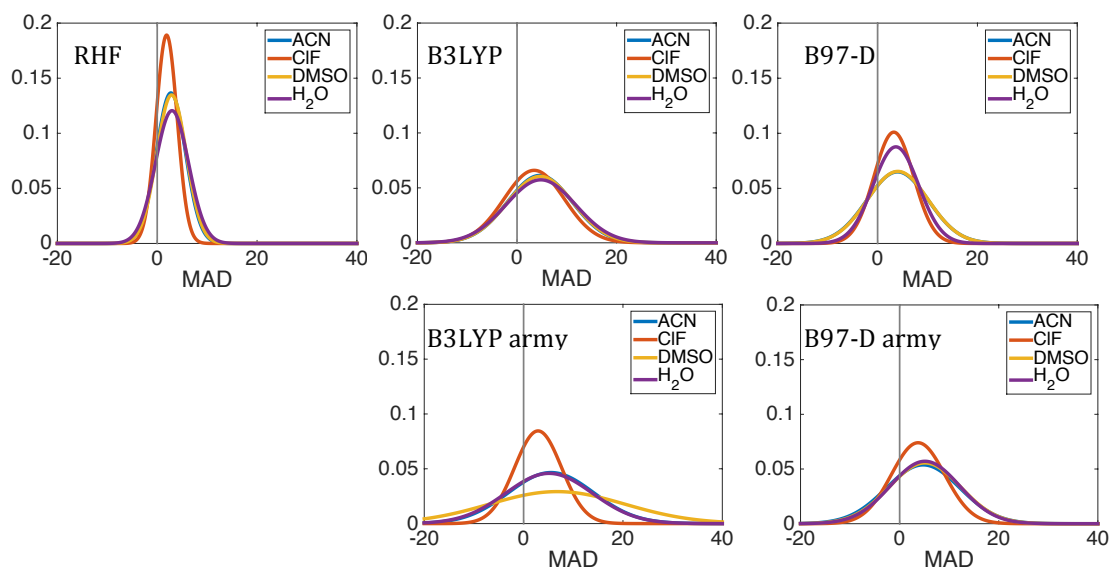 RHF
0.2
0.15
0.1
0.05
0
ACN
ClF
DMSO
H2O
-20
0
20
40
MAD
B3LYP
0.2
0.15
0.1
0.05
0
ACN
ClF
DMSO
H2O
-20
0
20
40
MAD
B97-D
0.2
0.15
0.1
0.05
0
ACN
ClF
DMSO
H2O
-20
0
20
40
MAD
B3LYP army
0.2
0.15
0.1
0.05
0
ACN
ClF
DMSO
H2O
-20
0
20
40
MAD
B97-D army
0.2
0.15
0.1
0.05
0
ACN
ClF
DMSO
H2O
-20
0
20
40
MAD